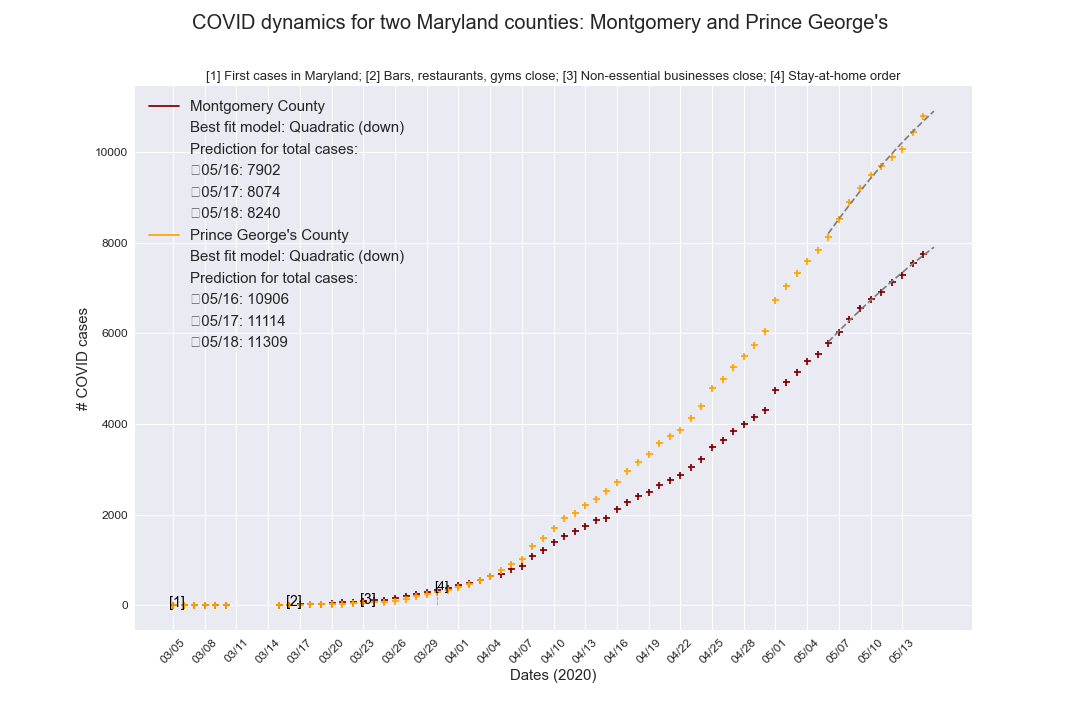 COVID dynamics for two Maryland counties: Montgomery and Prince George's
[1] First cases in Maryland; [2] Bars, restaurants, gyms close; [3] Non-essential businesses close; [4] Stay-at-home order
Montgomery County
Best fit model: Quadratic (down)
Prediction for total cases:
05/16: 7902
05/17: 8074
05/18: 8240
Prince George's County
Best fit model: Quadratic (down)
Prediction for total cases:
05/16: 10906
05/17: 11114
05/18: 11309
# COVID cases
10000
8000
6000
4000
2000
0
[1]
[2]
[3]
[4]
03/05 03/08 03/11 03/14 03/17 03/20 03/23 03/26 03/29 04/01 04/04 04/07 04/10 04/13 04/16 04/19 04/22 04/25 04/28 05/01 05/04 05/07 05/10 05/13
Dates (2020)